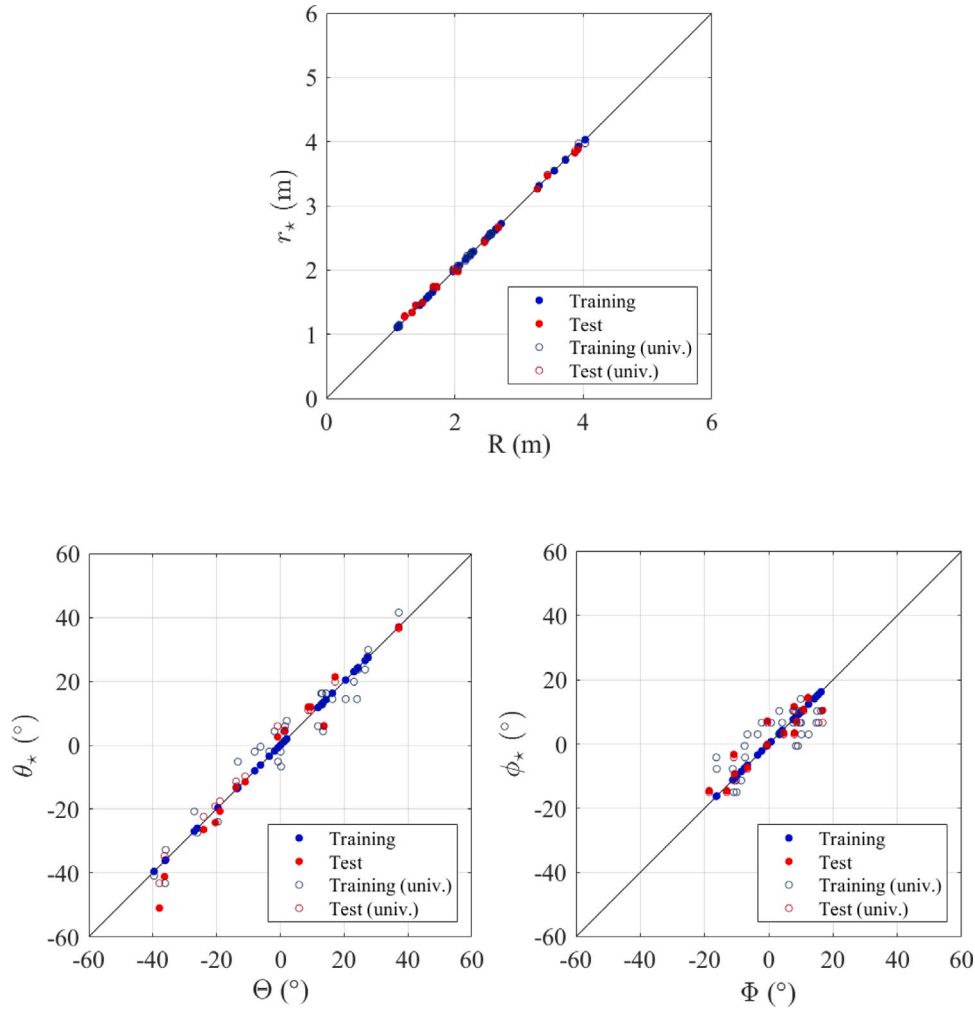 6
5
4
3
2
1
0
r⋆ (m)
0
2
4
6
R (m)
Training
Test
Training (univ.)
Test (univ.)
60
40
20
0
-20
-40
-60
θ⋆ (°)
-60
-40
-20
0
20
40
60
Θ (°)
Training
Test
Training (univ.)
Test (univ.)
60
40
20
0
-20
-40
-60
ϕ⋆ (°)
-60
-40
-20
0
20
40
60
Φ (°)
Training
Test
Training (univ.)
Test (univ.)